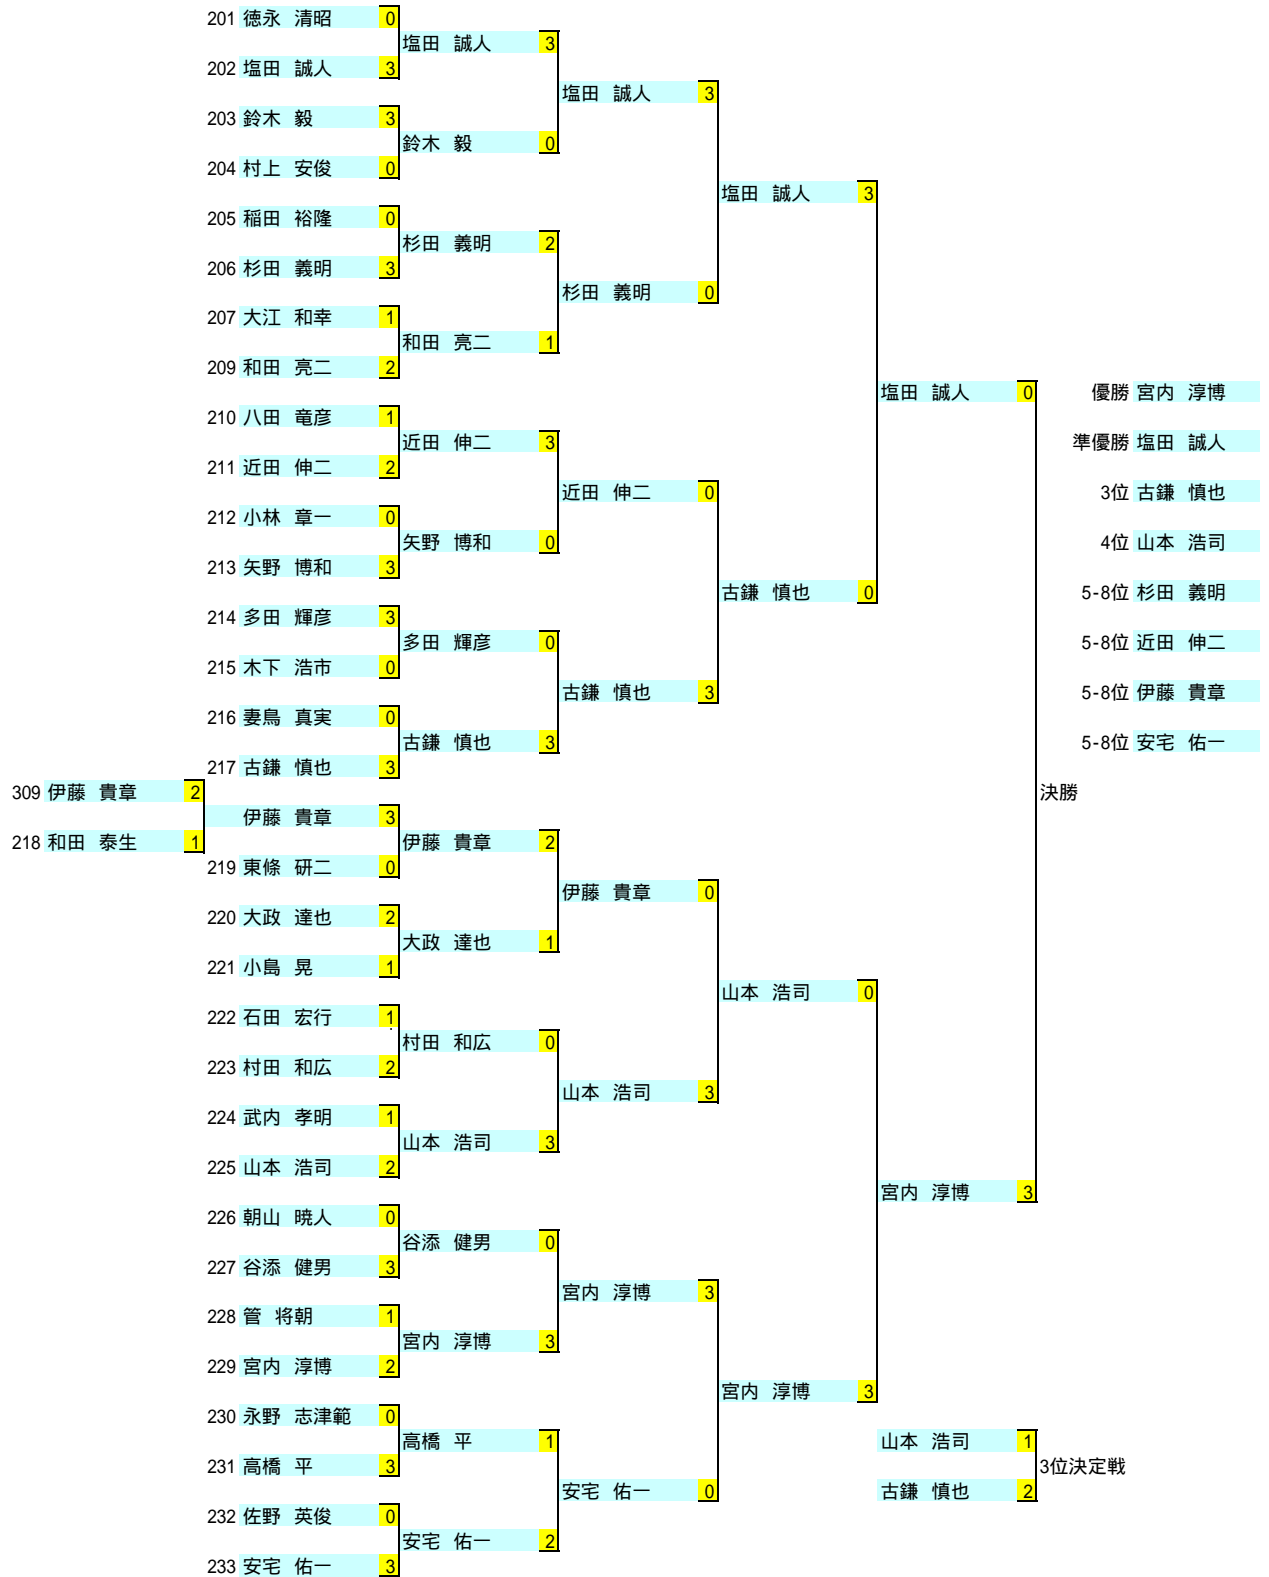 201 徳永 清昭 0
塩田 誠人 3
202 塩田 誠人 3
塩田 誠人 3
203 鈴木 毅 3
鈴木 毅 0
204 村上 安俊 0
塩田 誠人 3
205 稲田 裕隆 0
杉田 義明 2
206 杉田 義明 3
杉田 義明 0
207 大江 和幸 1
和田 亮二 1
209 和田 亮二 2
塩田 誠人 0 優勝 宮内 淳博
210 八田 竜彦 1
近田 伸二 3 準優勝 塩田 誠人
211 近田 伸二 2
近田 伸二 0 3位 古鎌 慎也
212 小林 章一 0
矢野 博和 0 4位 山本 浩司
213 矢野 博和 3
古鎌 慎也 0 5-8位 杉田 義明
214 多田 輝彦 3
多田 輝彦 0 5-8位 近田 伸二
215 木下 浩市 0
古鎌 慎也 3 5-8位 伊藤 貴章
216 妻鳥 真実 0
古鎌 慎也 3 5-8位 安宅 佑一
217 古鎌 慎也 3
309 伊藤 貴章 2 決勝
伊藤 貴章 3
218 和田 泰生 1 伊藤 貴章 2
219 東條 研二 0
伊藤 貴章 0
220 大政 達也 2
大政 達也 1
221 小島 晃 1
山本 浩司 0
222 石田 宏行 1
村田 和広 0
223 村田 和広 2
山本 浩司 3
224 武内 孝明 1
山本 浩司 3
225 山本 浩司 2
宮内 淳博 3
226 朝山 暁人 0
谷添 健男 0
227 谷添 健男 3
宮内 淳博 3
228 管 将朝 1
宮内 淳博 3
229 宮内 淳博 2
宮内 淳博 3
230 永野 志津範 0
高橋 平 1 山本 浩司 1
231 高橋 平 3 3位決定戦
安宅 佑一 0 古鎌 慎也 2
232 佐野 英俊 0
安宅 佑一 2
233 安宅 佑一 3